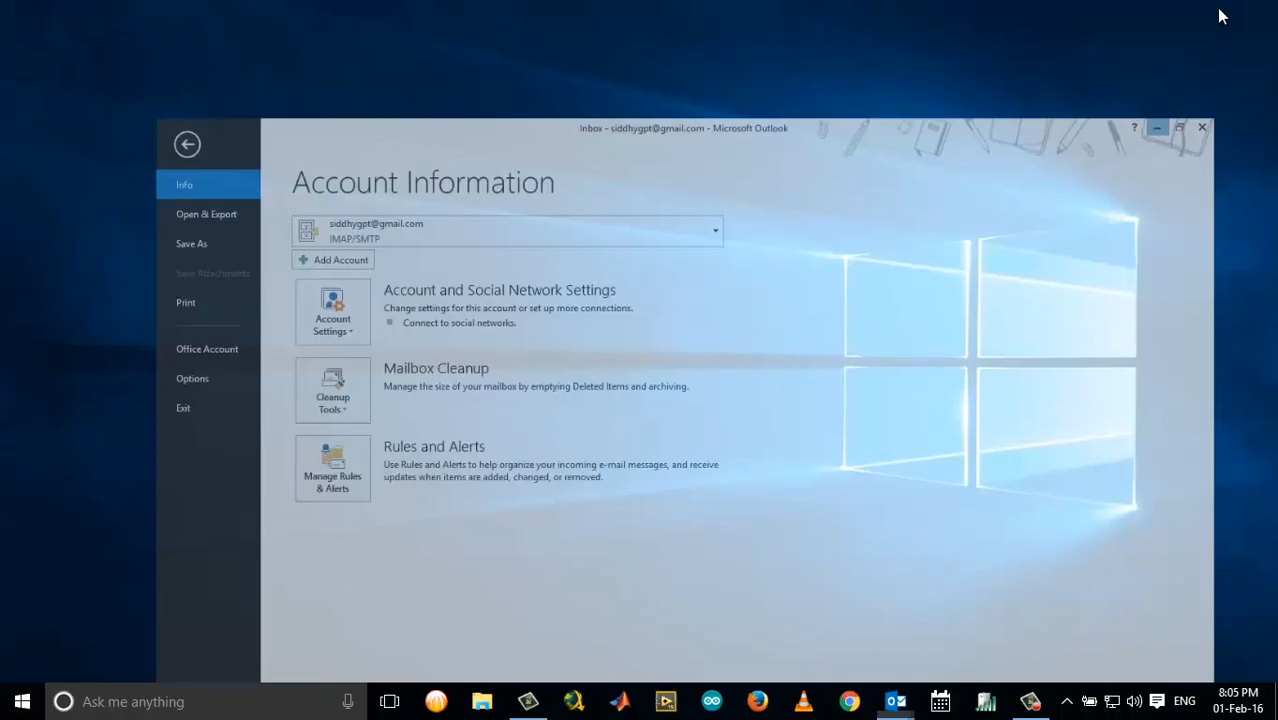 Inbox - siddhygpt@gmail.com - Microsoft Outlook
?
Info
Open & Export
Save As
Save Attachments
Print
Office Account
Options
Exit
Account Information
siddhygpt@gmail.com
IMAP/SMTP
Add Account
Account
Settings
Account and Social Network Settings
Change settings for this account or set up more connections.
Connect to social networks.
Cleanup
Tools
Mailbox Cleanup
Manage the size of your mailbox by emptying Deleted Items and archiving.
Manage Rules
& Alerts
Rules and Alerts
Use Rules and Alerts to help organize your incoming e-mail messages, and receive
updates when items are added, changed, or removed.
Ask me anything
ENG
8:05 PM
01-Feb-16